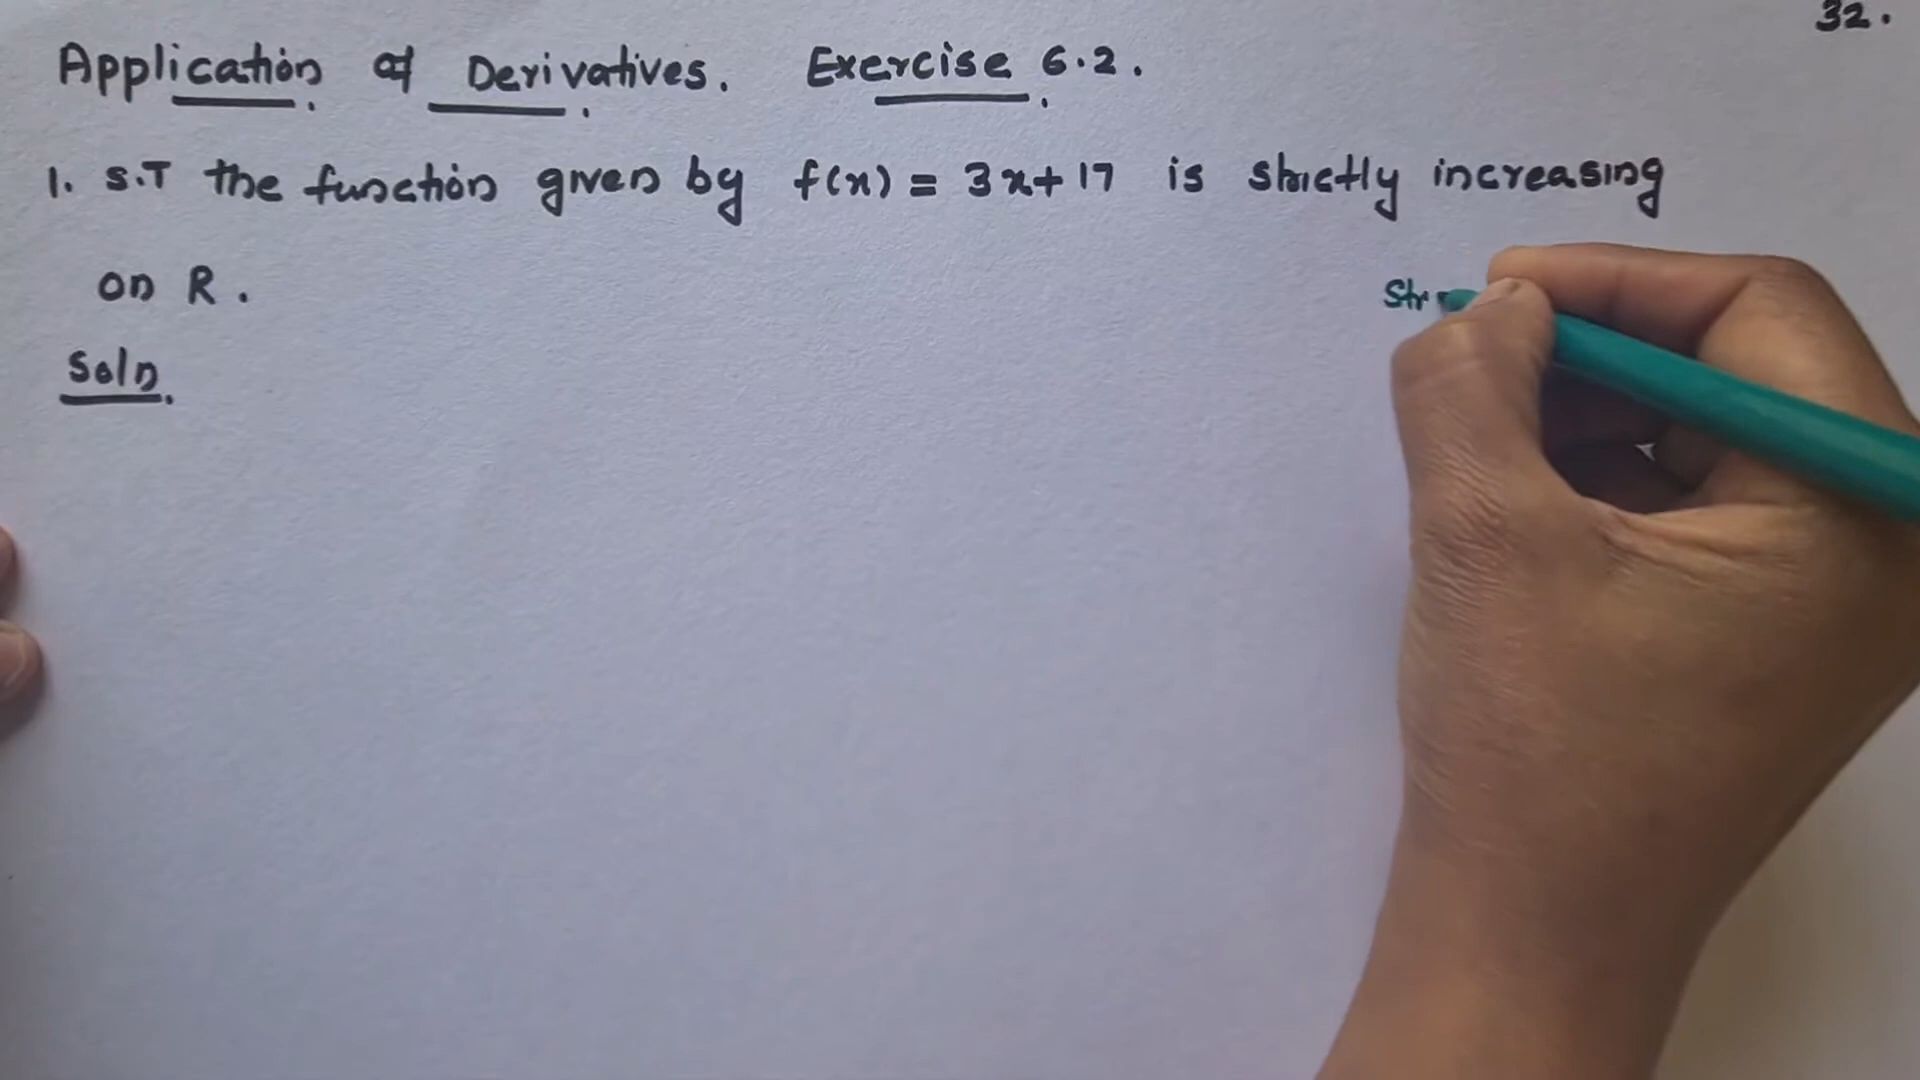 32.
Application of Derivatives. Exercise 6.2.
1. S.T the function given by f(x) = 3x+17 is strictly increasing
on R.
Soln.
Str